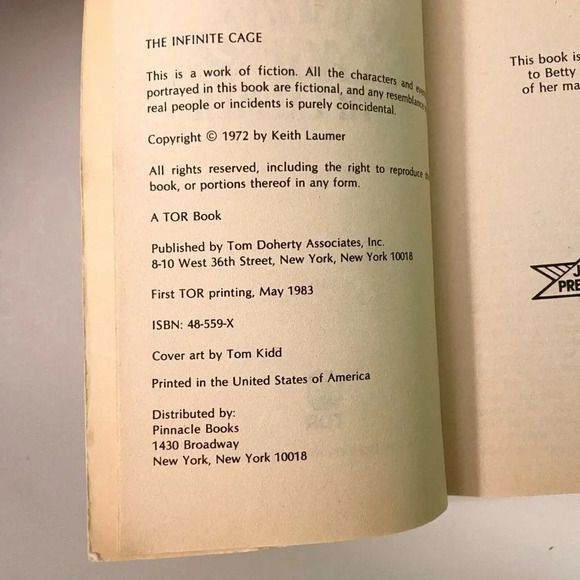 THE INFINITE CAGE
This is a work of fiction. All the characters and
portrayed in this book are fictional, and any resemblance
real people or incidents is purely coincidental.
Copyright © 1972 by Keith Laumer
All rights reserved, including the right to reproduce
book, or portions thereof in any form.
A TOR Book
Published by Tom Doherty Associates, Inc.
8-10 West 36th Street, New York, New York 10018
First TOR printing, May 1983
ISBN: 48-559-X
Cover art by Tom Kidd
Printed in the United States of America
Distributed by:
Pinnacle Books
1430 Broadway
New York, New York 10018
This book is
to Betty
of her ma
J
PRE